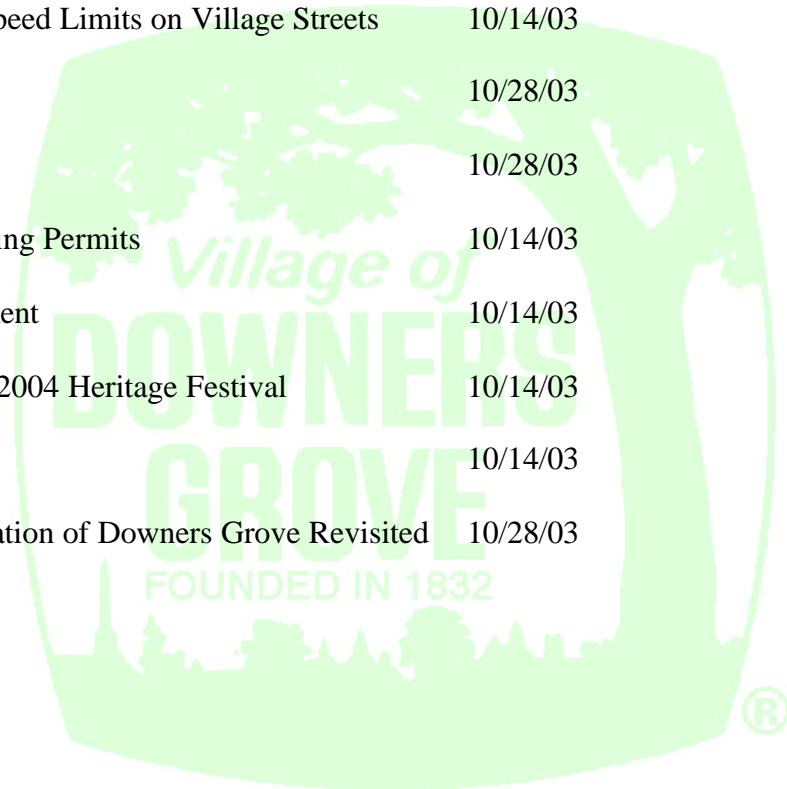 peed Limits on Village Streets 10/14/03
10/28/03
10/28/03
ing Permits 10/14/03
Village of
ent 10/14/03
DOWNERS
2004 Heritage Festival 10/14/03
GROVE
10/14/03
ation of Downers Grove Revisited 10/28/03
FOUNDED IN 1832
®